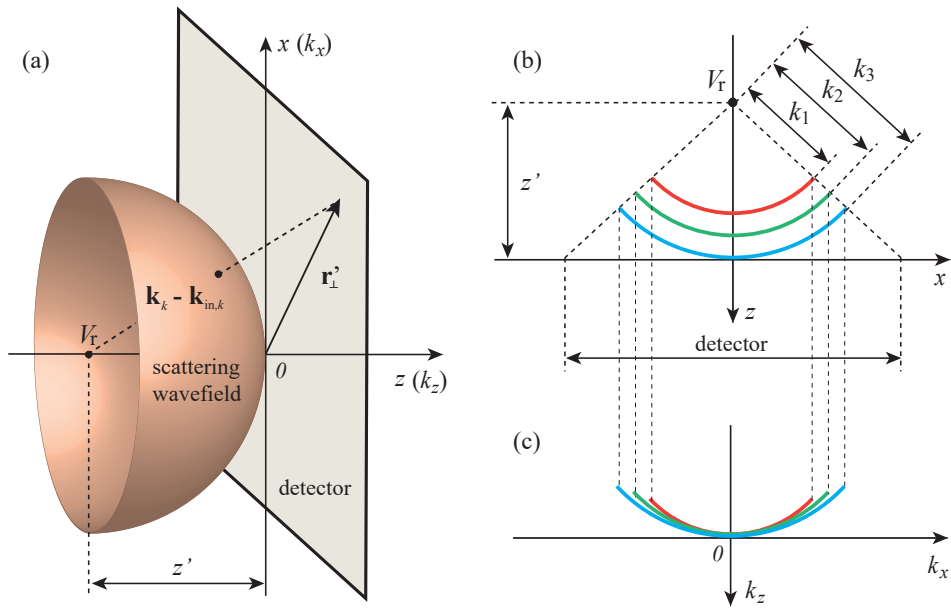 (a)
x (kx)
r'⊥
kk - kin,k
Vr
scattering
wavefield
0
z (kz)
detector
z'
(b)
Vr
k1
k2
k3
z'
x
z
detector
(c)
0
kx
kz